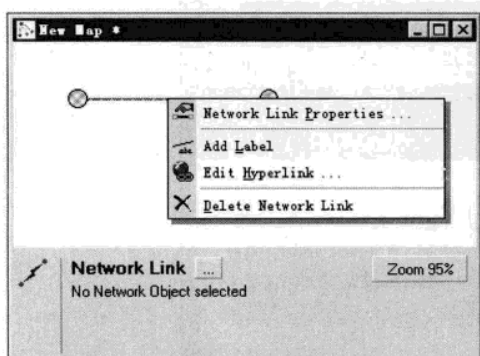 New Map *
Network Link Properties ...
Add Label
Edit Hyperlink ...
Delete Network Link
Network Link ...
No Network Object selected
Zoom 95%